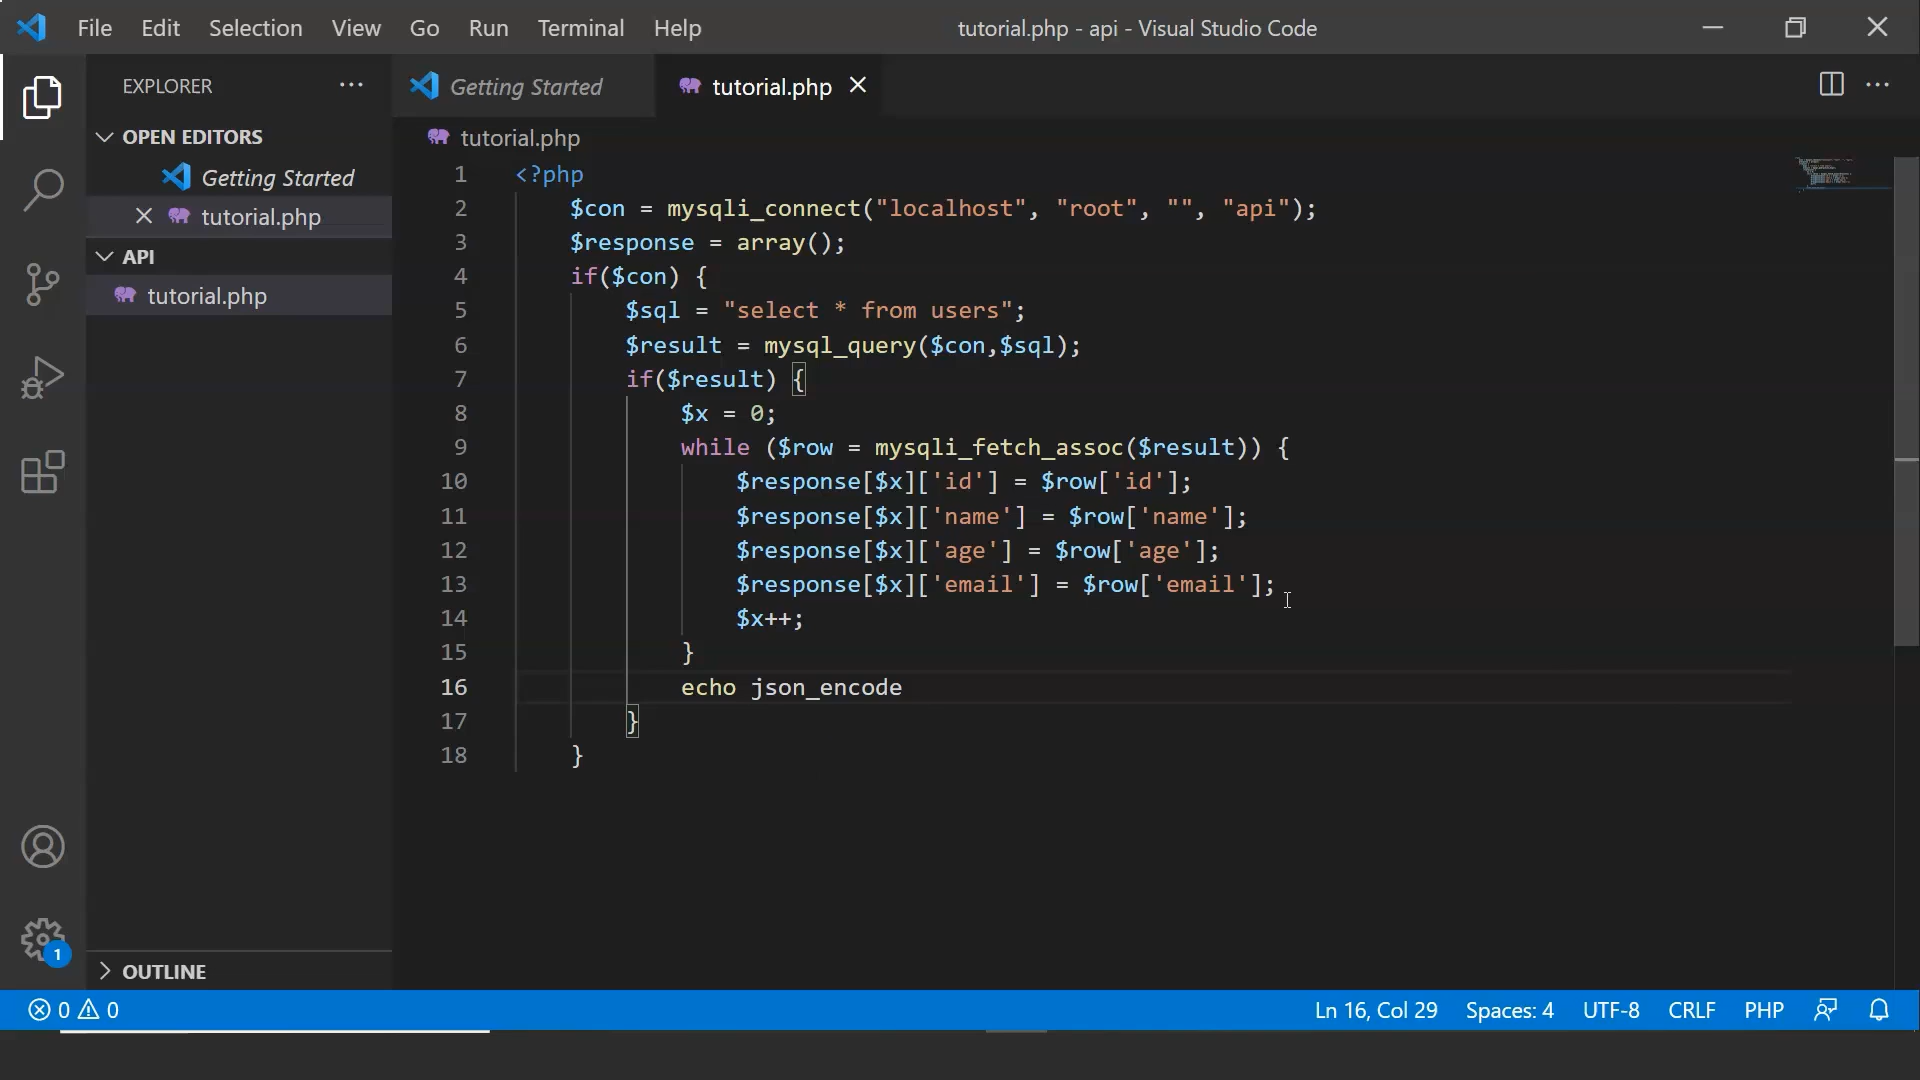 File Edit Selection View Go Run Terminal Help
tutorial.php - api - Visual Studio Code
EXPLORER
OPEN EDITORS
Getting Started
tutorial.php
API
tutorial.php
OUTLINE
Getting Started
tutorial.php
tutorial.php
1 <?php
2 $con = mysqli_connect("localhost", "root", "", "api");
3 $response = array();
4 if($con) {
5 $sql = "select * from users";
6 $result = mysql_query($con,$sql);
7 if($result) {
8 $x = 0;
9 while ($row = mysqli_fetch_assoc($result)) {
10 $response[$x]['id'] = $row['id'];
11 $response[$x]['name'] = $row['name'];
12 $response[$x]['age'] = $row['age'];
13 $response[$x]['email'] = $row['email'];
14 $x++;
15 }
16 echo json_encode
17 }
18 }
1
0 0
Ln 16, Col 29 Spaces: 4 UTF-8 CRLF PHP